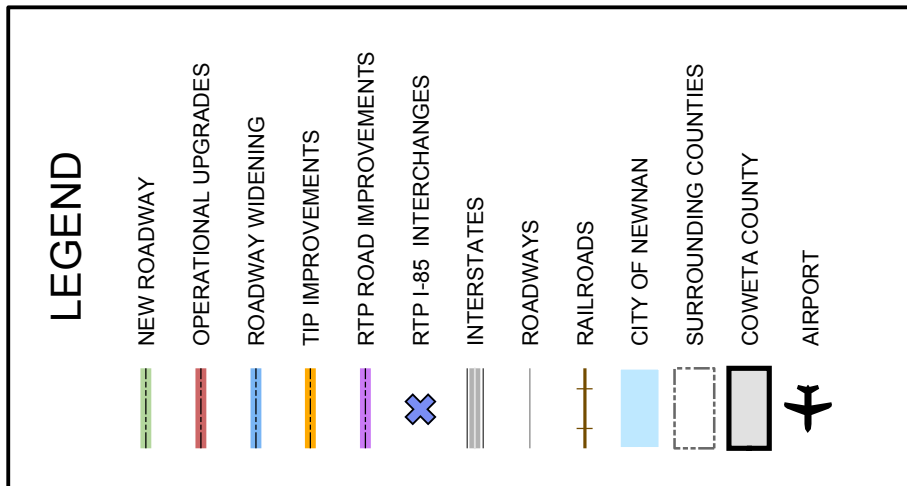 LEGEND
NEW ROADWAY
OPERATIONAL UPGRADES
ROADWAY WIDENING
TIP IMPROVEMENTS
RTP ROAD IMPROVEMENTS
RTP I-85 INTERCHANGES
INTERSTATES
ROADWAYS
RAILROADS
CITY OF NEWNAN
SURROUNDING COUNTIES
COWETA COUNTY
AIRPORT